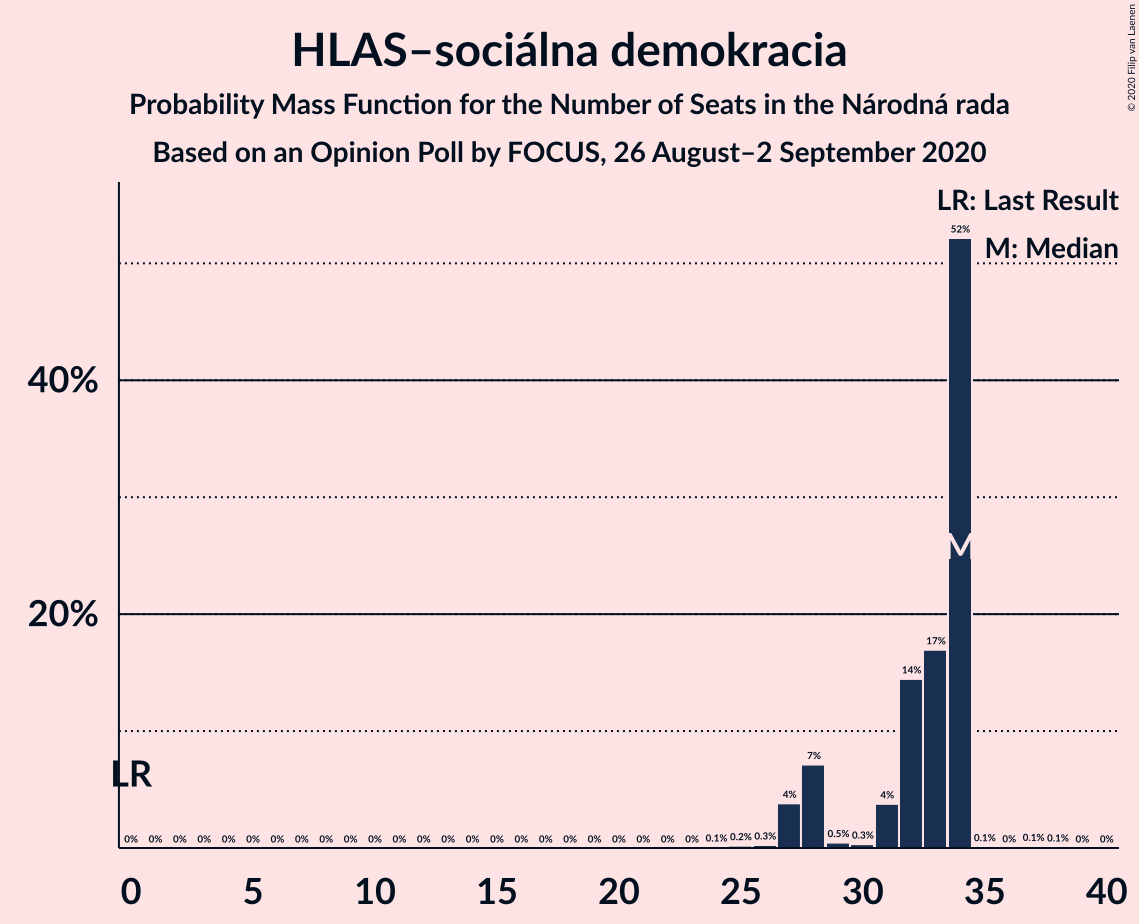 HLAS–sociálna demokracia
Probability Mass Function for the Number of Seats in the Národná rada
Based on an Opinion Poll by FOCUS, 26 August–2 September 2020
© 2020 Filip van Laenen
LR: Last Result
M: Median
52%
40%
M
20%
17%
14%
LR
7%
4% 4%
0% 0% 0% 0% 0% 0% 0% 0% 0% 0% 0% 0% 0% 0% 0% 0% 0% 0% 0% 0% 0% 0% 0% 0% 0.1% 0.2% 0.3% 0.5% 0.3% 0.1% 0% 0.1% 0.1% 0% 0%
0 5 10 15 20 25 30 35 40